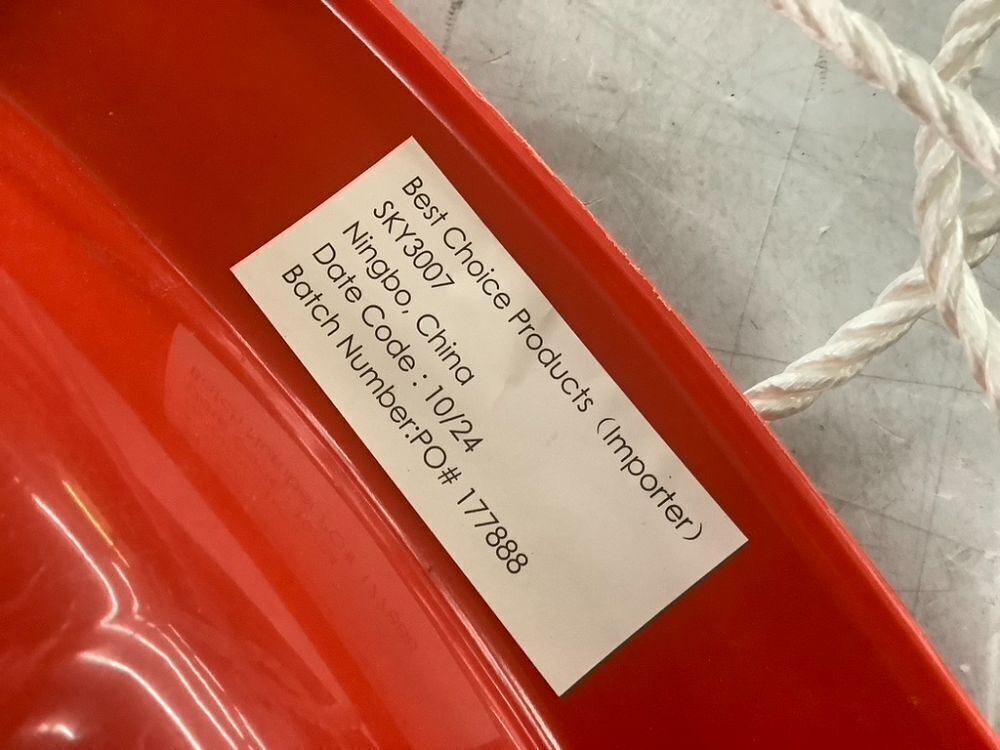 Best Choice Products (Importer)
SKY3007
Ningbo, China
Date Code : 10/24
Batch Number:PO# 177888